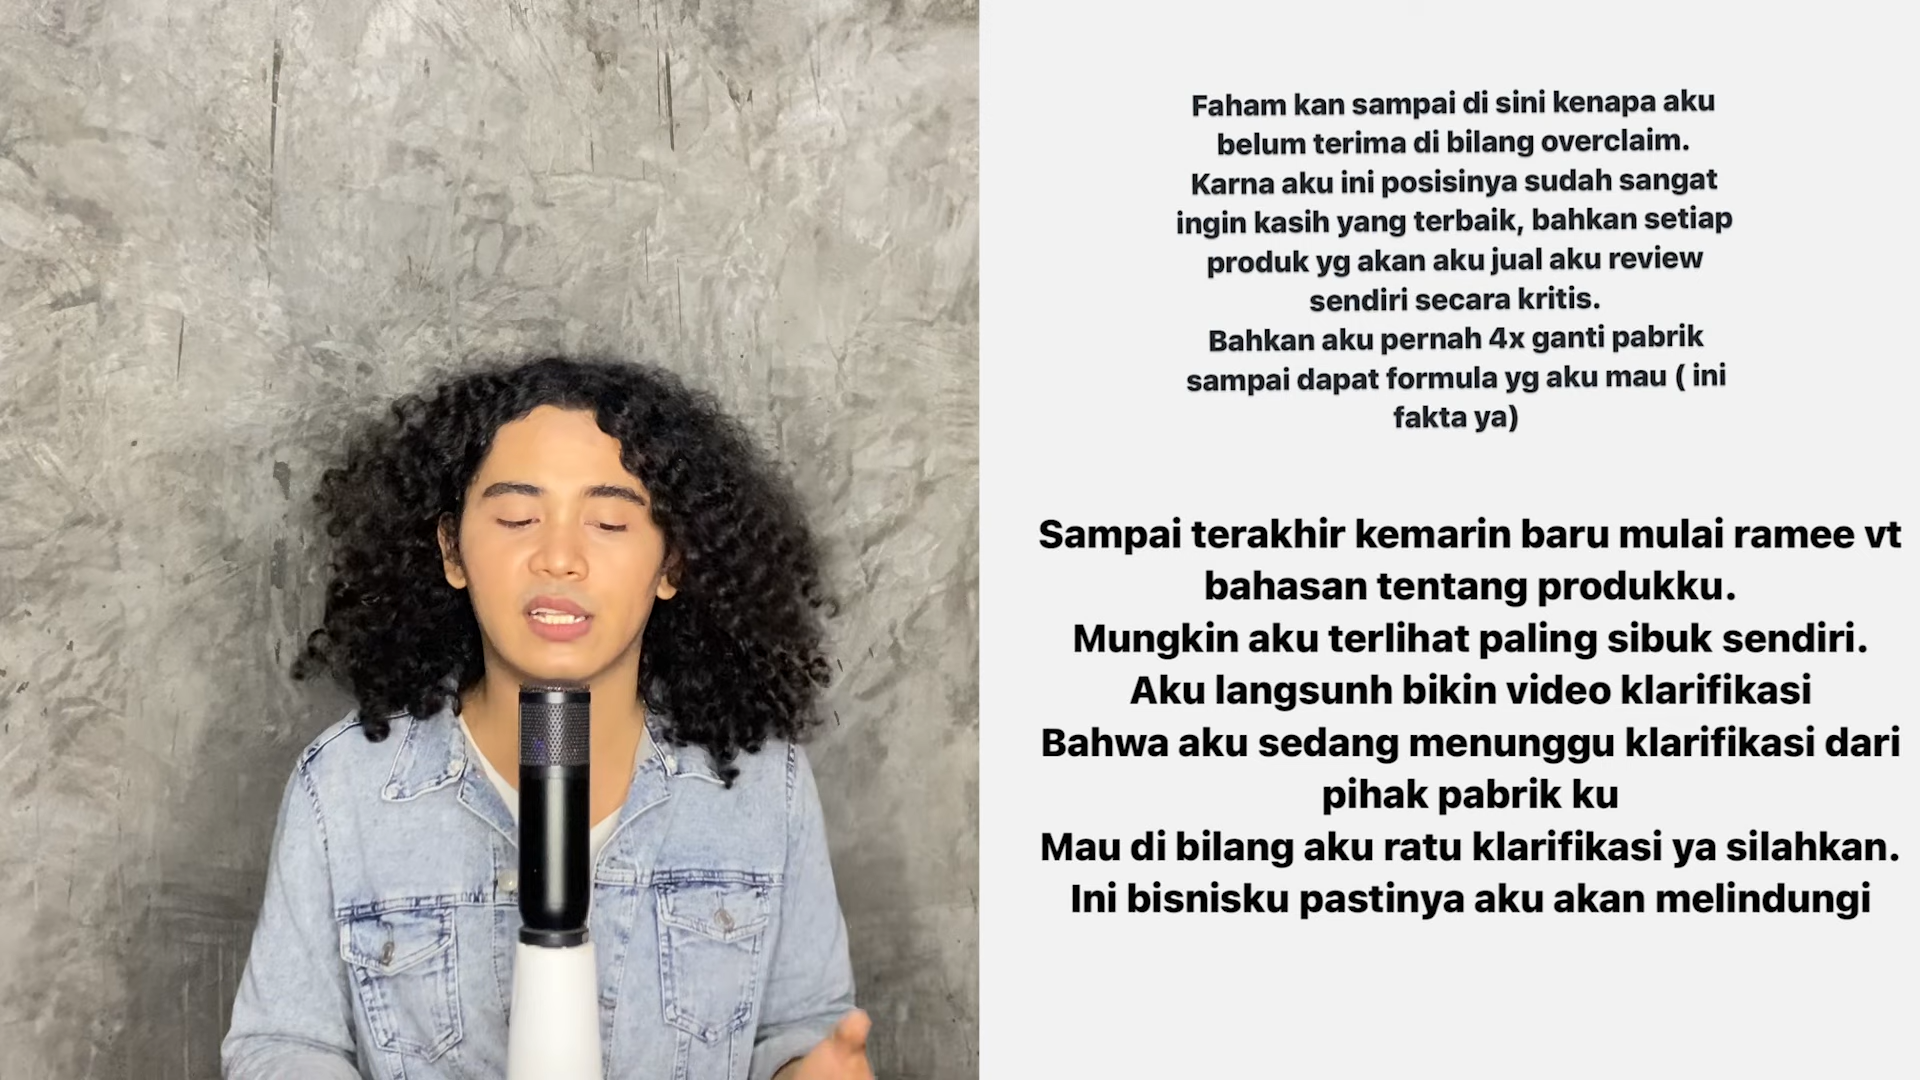 Faham kan sampai di sini kenapa aku
belum terima di bilang overclaim.
Karna aku ini posisinya sudah sangat
ingin kasih yang terbaik, bahkan setiap
produk yg akan aku jual aku review
sendiri secara kritis.
Bahkan aku pernah 4x ganti pabrik
sampai dapat formula yg aku mau ( ini
fakta ya)
Sampai terakhir kemarin baru mulai ramee vt
bahasan tentang produkku.
Mungkin aku terlihat paling sibuk sendiri.
Aku langsunh bikin video klarifikasi
Bahwa aku sedang menunggu klarifikasi dari
pihak pabrik ku
Mau di bilang aku ratu klarifikasi ya silahkan.
Ini bisnisku pastinya aku akan melindungi